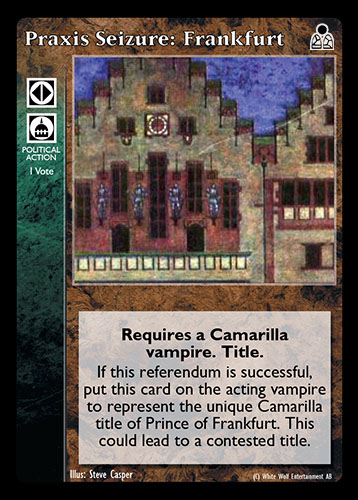 Praxis Seizure: Frankfurt
POLITICAL
ACTION
1 Vote
Requires a Camarilla
vampire. Title.
If this referendum is successful,
put this card on the acting vampire
to represent the unique Camarilla
title of Prince of Frankfurt. This
could lead to a contested title.
Illus: Steve Casper
(C) White Wolf Entertainment AB